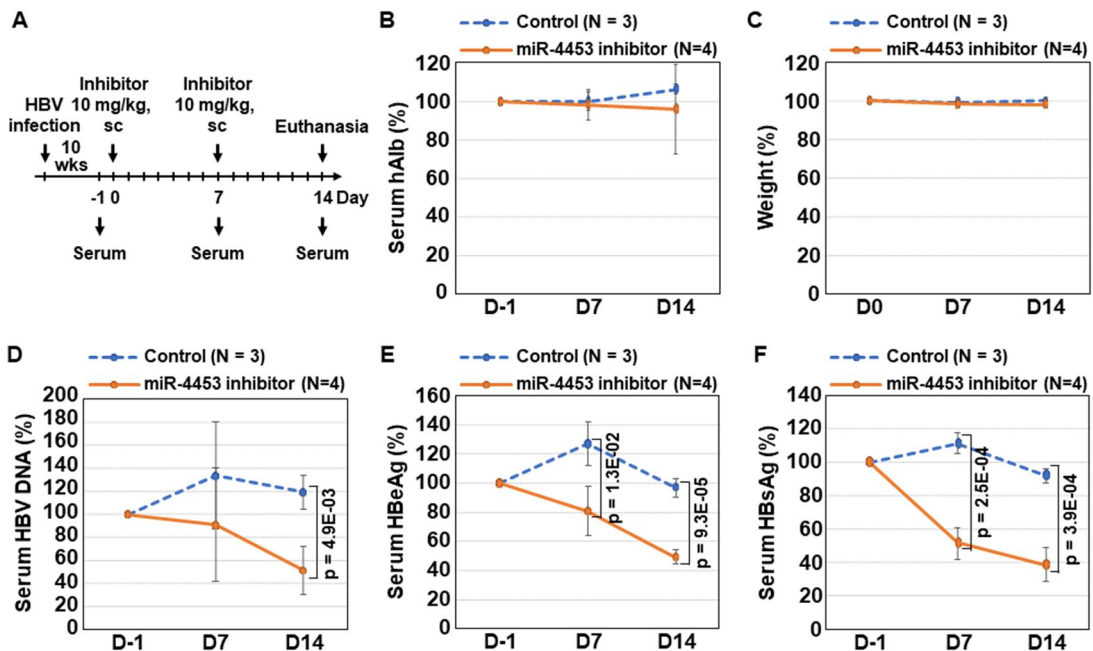 A
HBV
infection
10
wks
Inhibitor
10 mg/kg,
sc
Inhibitor
10 mg/kg,
sc
Euthanasia
-1 0 7 14 Day
Serum Serum Serum
B
Control (N = 3)
miR-4453 inhibitor (N=4)
Serum hAlb (%)
120
100
80
60
40
20
0
D-1 D7 D14
C
Control (N = 3)
miR-4453 inhibitor (N=4)
Weight (%)
120
100
80
60
40
20
0
D0 D7 D14
D
Control (N = 3)
miR-4453 inhibitor (N=4)
Serum HBV DNA (%)
200
180
160
140
120
100
80
60
40
20
0
p = 4.9E-03
D-1 D7 D14
E
Control (N = 3)
miR-4453 inhibitor (N=4)
Serum HBeAg (%)
160
140
120
100
80
60
40
20
0
p = 1.3E-02
p = 9.3E-05
D-1 D7 D14
F
Control (N = 3)
miR-4453 inhibitor (N=4)
Serum HBsAg (%)
140
120
100
80
60
40
20
0
p = 2.5E-04
p = 3.9E-04
D-1 D7 D14